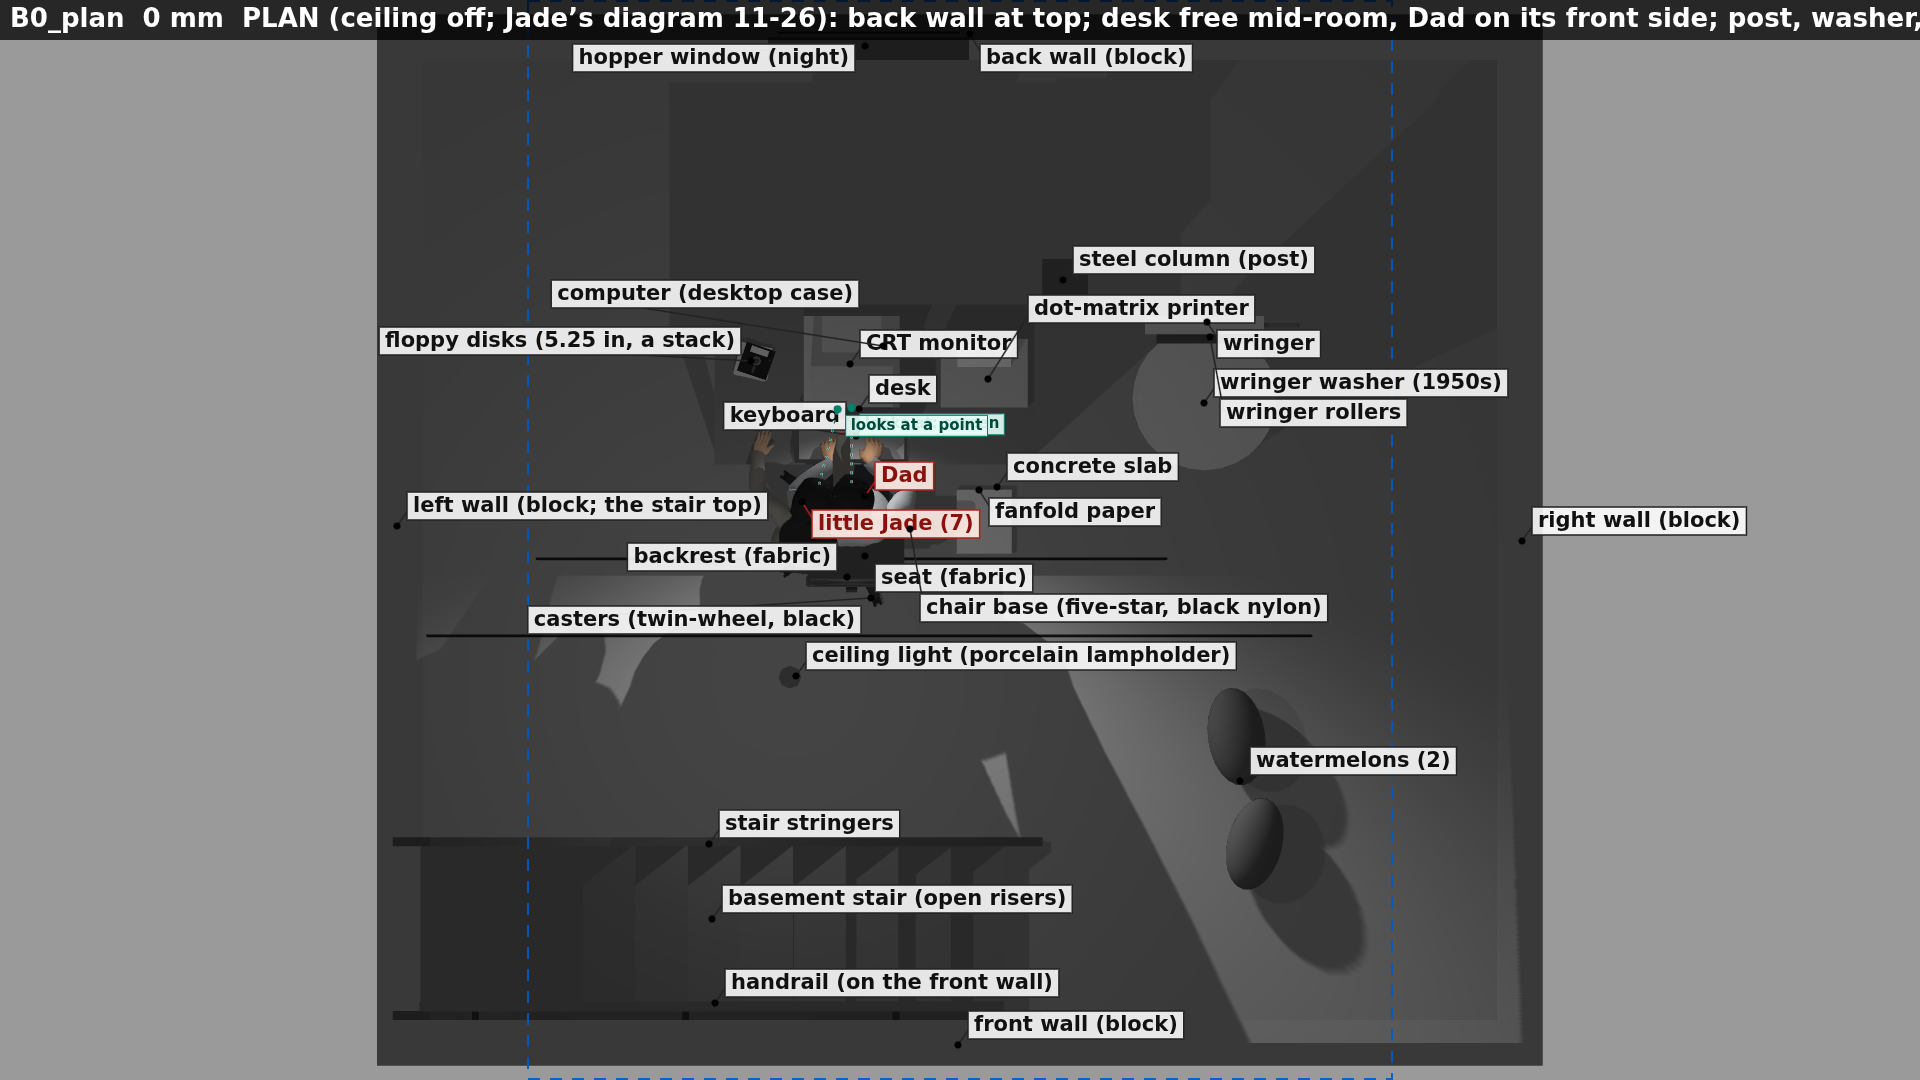 B0_plan  0 mm  PLAN (ceiling off; Jade’s diagram 11-26): back wall at top; desk free mid-room, Dad on its front side; post, washer,
hopper window (night)
back wall (block)
steel column (post)
computer (desktop case)
dot-matrix printer
floppy disks (5.25 in, a stack)
CRT monitor
wringer
desk
wringer washer (1950s)
keyboard
wringer rollers
looks at a point
n
concrete slab
Dad
left wall (block; the stair top)
fanfold paper
little Jade (7)
right wall (block)
backrest (fabric)
seat (fabric)
chair base (five-star, black nylon)
casters (twin-wheel, black)
ceiling light (porcelain lampholder)
watermelons (2)
stair stringers
basement stair (open risers)
handrail (on the front wall)
front wall (block)